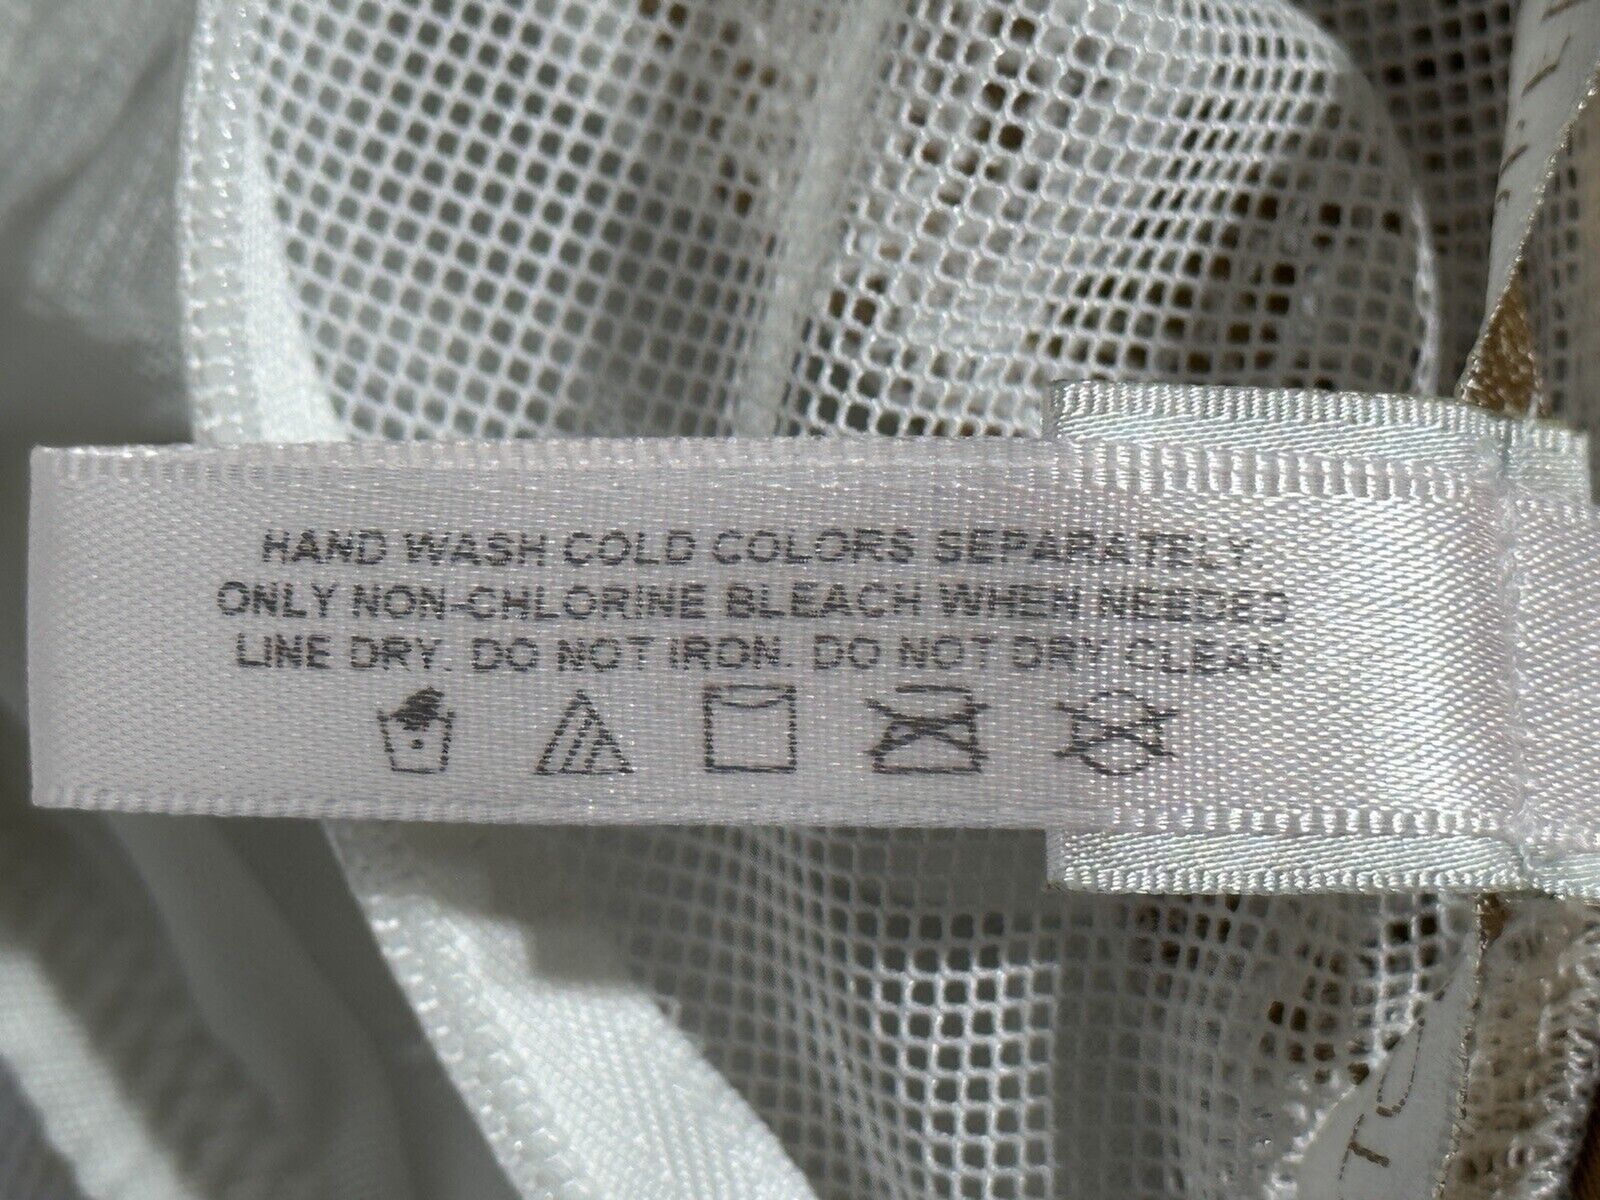 HAND WASH COLD COLORS SEPARATELY
ONLY NON-CHLORINE BLEACH WHEN NEEDED
LINE DRY. DO NOT IRON. DO NOT DRY CLEAN